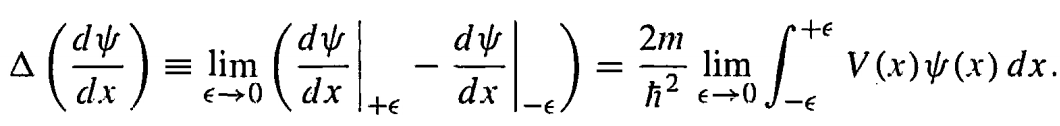 Δ(dψ/dx) ≡ lim_{ϵ→0} (dψ/dx|_{+ϵ} − dψ/dx|_{−ϵ}) = 2m/ℏ² lim_{ϵ→0} ∫_{−ϵ}^{+ϵ} V(x)ψ(x) dx.